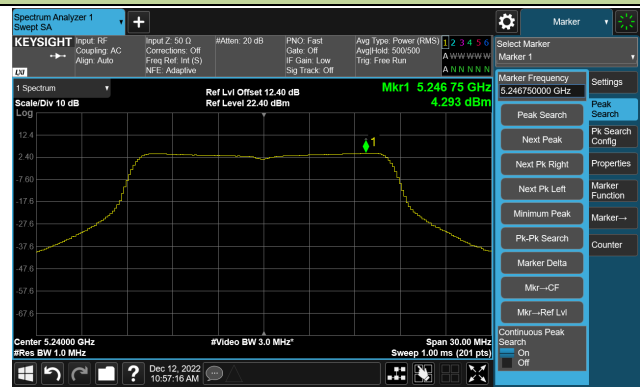 Spectrum Analyzer 1
Swept SA
Marker
KEYSIGHT
Input: RF
Coupling: AC
Align: Auto
Input Z: 50 Ω
Corrections: Off
Freq Ref: Int (S)
NFE: Adaptive
#Atten: 20 dB
PNO: Fast
Gate: Off
IF Gain: Low
Sig Track: Off
Avg Type: Power (RMS)
Avg|Hold: 500/500
Trig: Free Run
1 2 3 4 5 6
A W W W W W
A N N N N N
LXI
Select Marker
Marker 1
1 Spectrum
Scale/Div 10 dB
Log
Ref Lvl Offset 12.40 dB
Ref Level 22.40 dBm
Mkr1 5.246 75 GHz
4.293 dBm
12.4
2.40
-7.60
-17.6
-27.6
-37.6
-47.6
-57.6
-67.6
1
Center 5.24000 GHz
#Res BW 1.0 MHz
#Video BW 3.0 MHz*
Span 30.00 MHz
Sweep 1.00 ms (201 pts)
Marker Frequency
5.246750000 GHz
Peak Search
Next Peak
Next Pk Right
Next Pk Left
Minimum Peak
Pk-Pk Search
Marker Delta
Mkr→CF
Mkr→Ref Lvl
Continuous Peak
Search
On
Off
Settings
Peak
Search
Pk Search
Config
Properties
Marker
Function
Marker→
Counter
?
Dec 12, 2022
10:57:16 AM